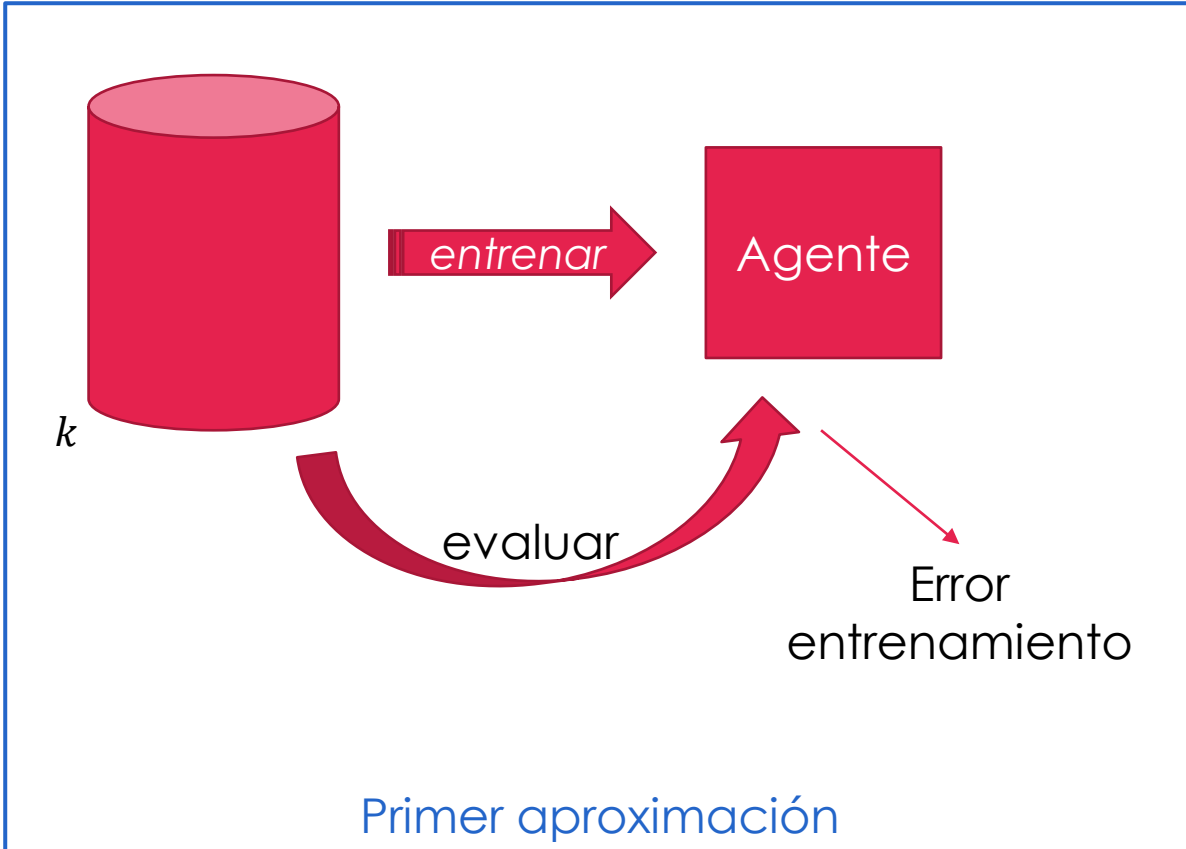 entrenar
Agente
k
evaluar
Error
entrenamiento
Primer aproximación